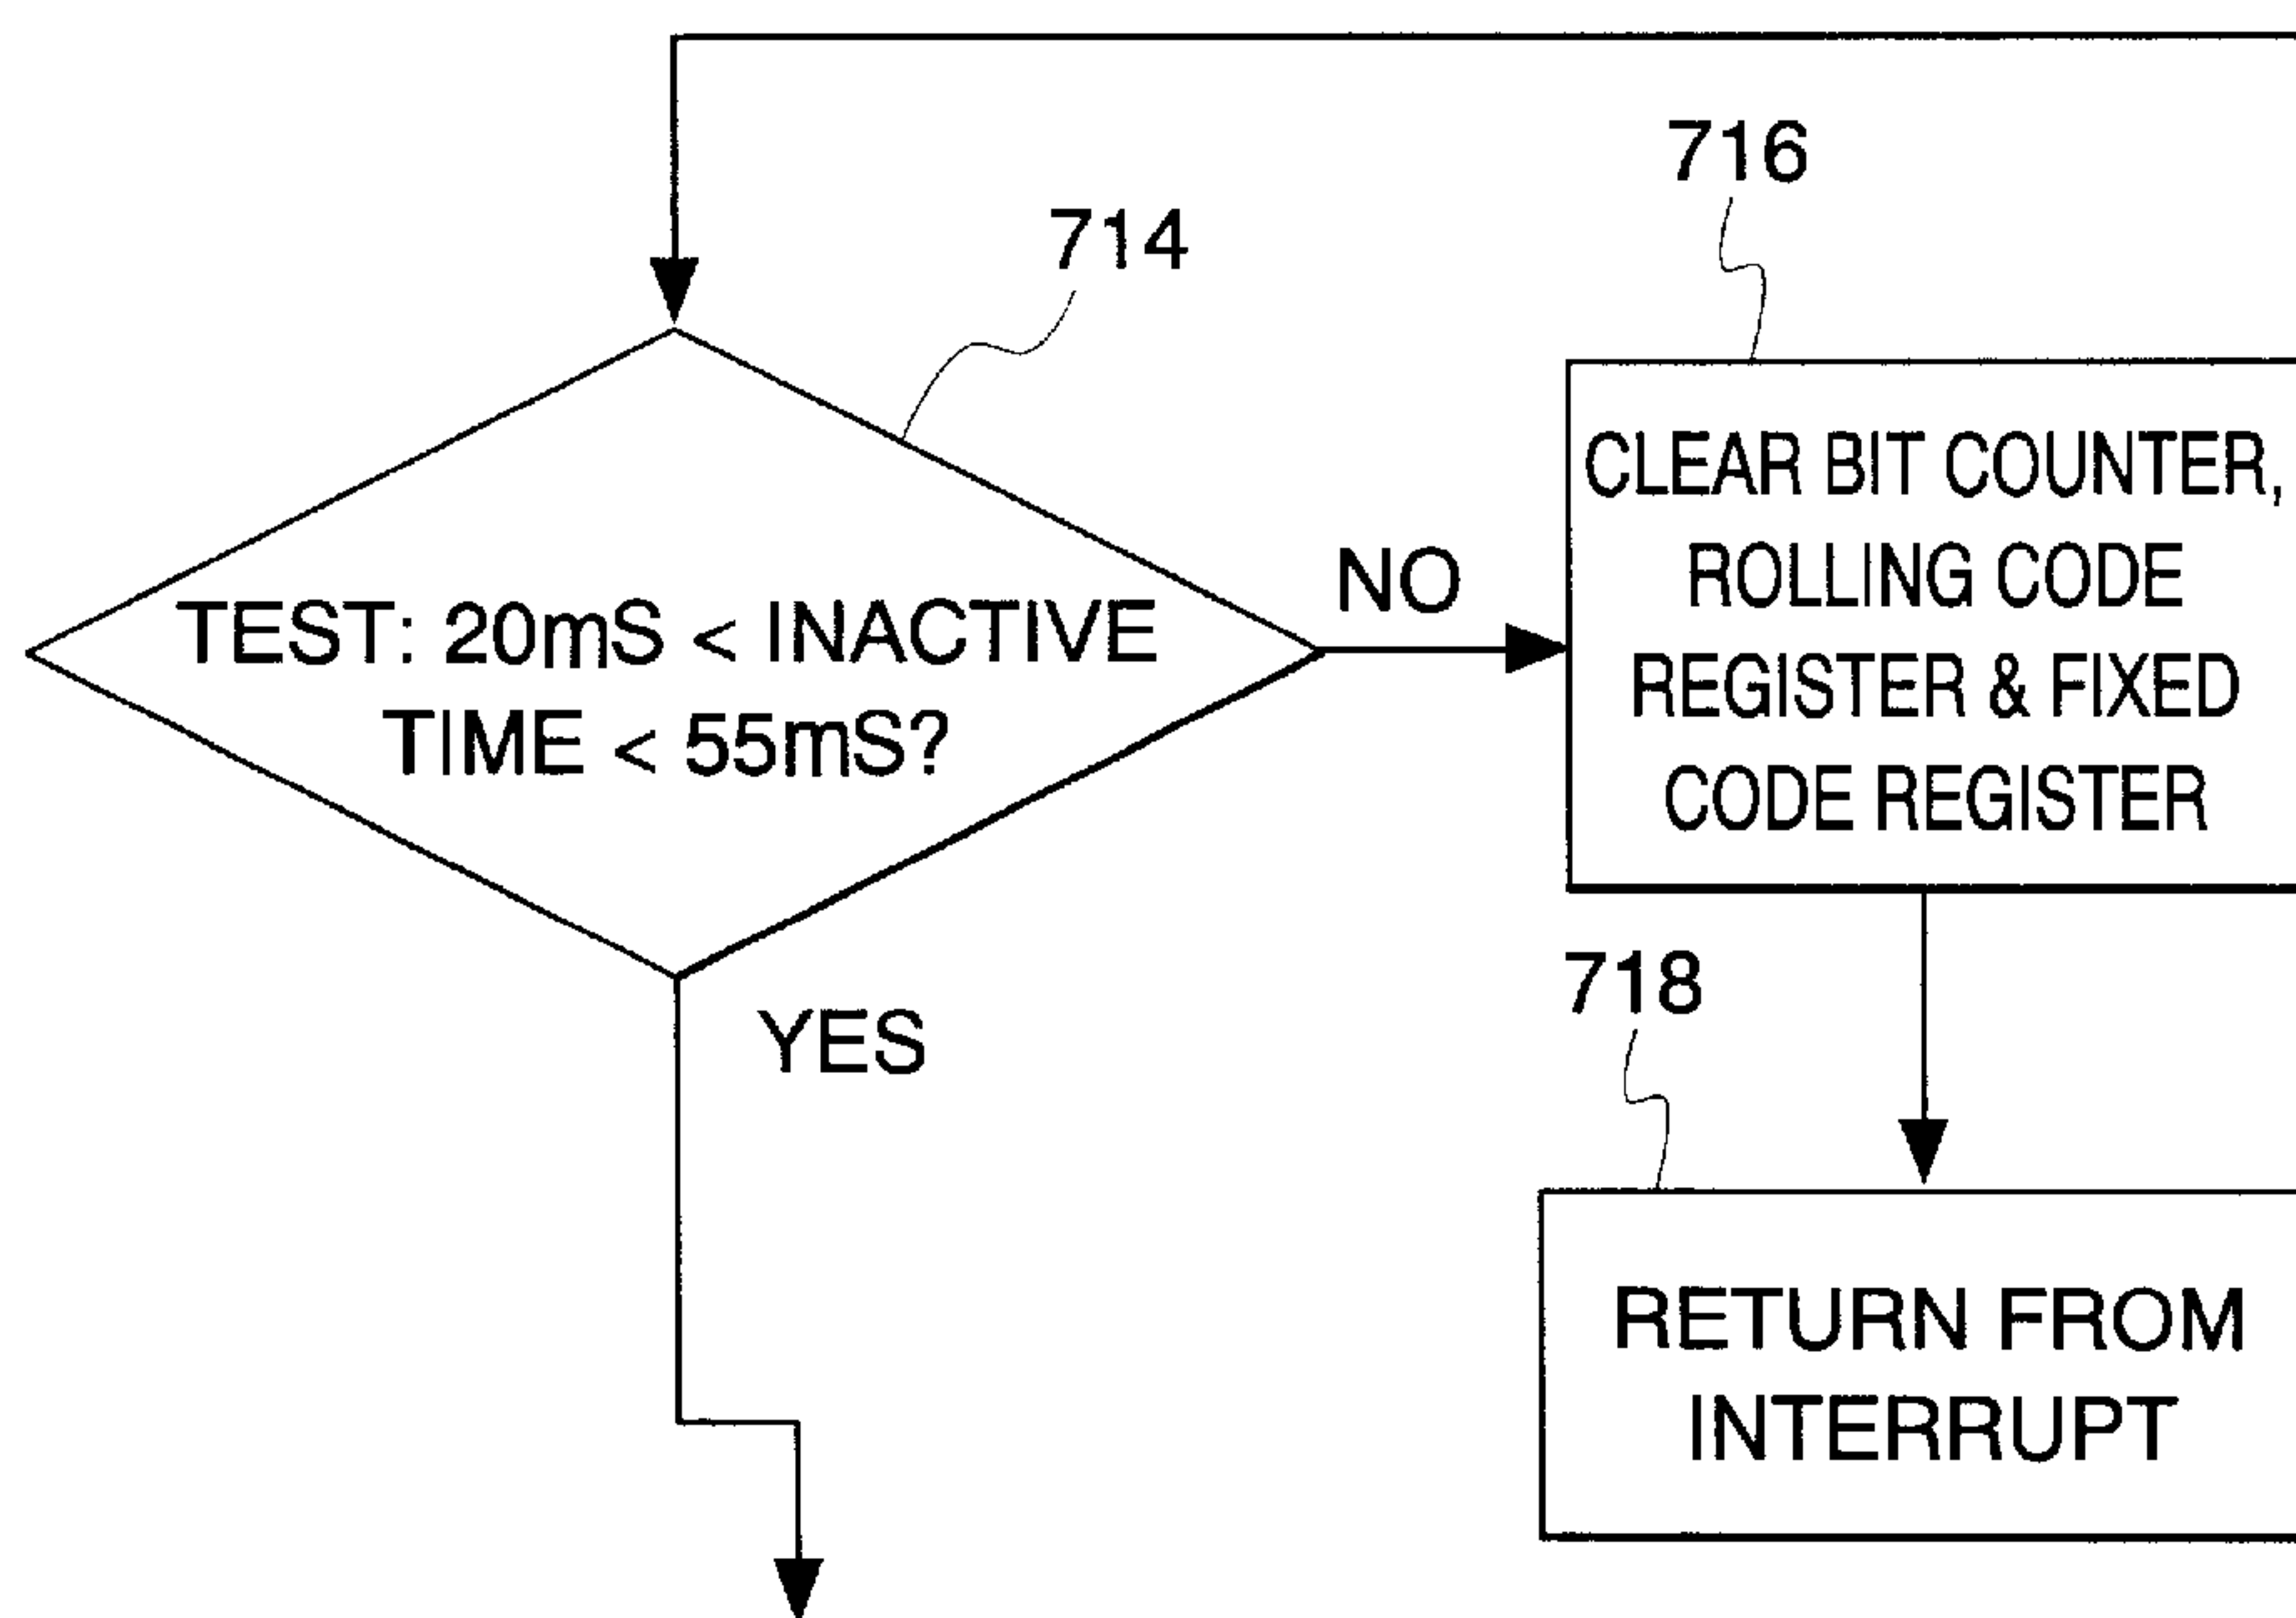 716
714
CLEAR BIT COUNTER,
ROLLING CODE
REGISTER & FIXED
CODE REGISTER
NO
TEST: 20mS < INACTIVE
TIME < 55mS?
YES
718
RETURN FROM
INTERRUPT